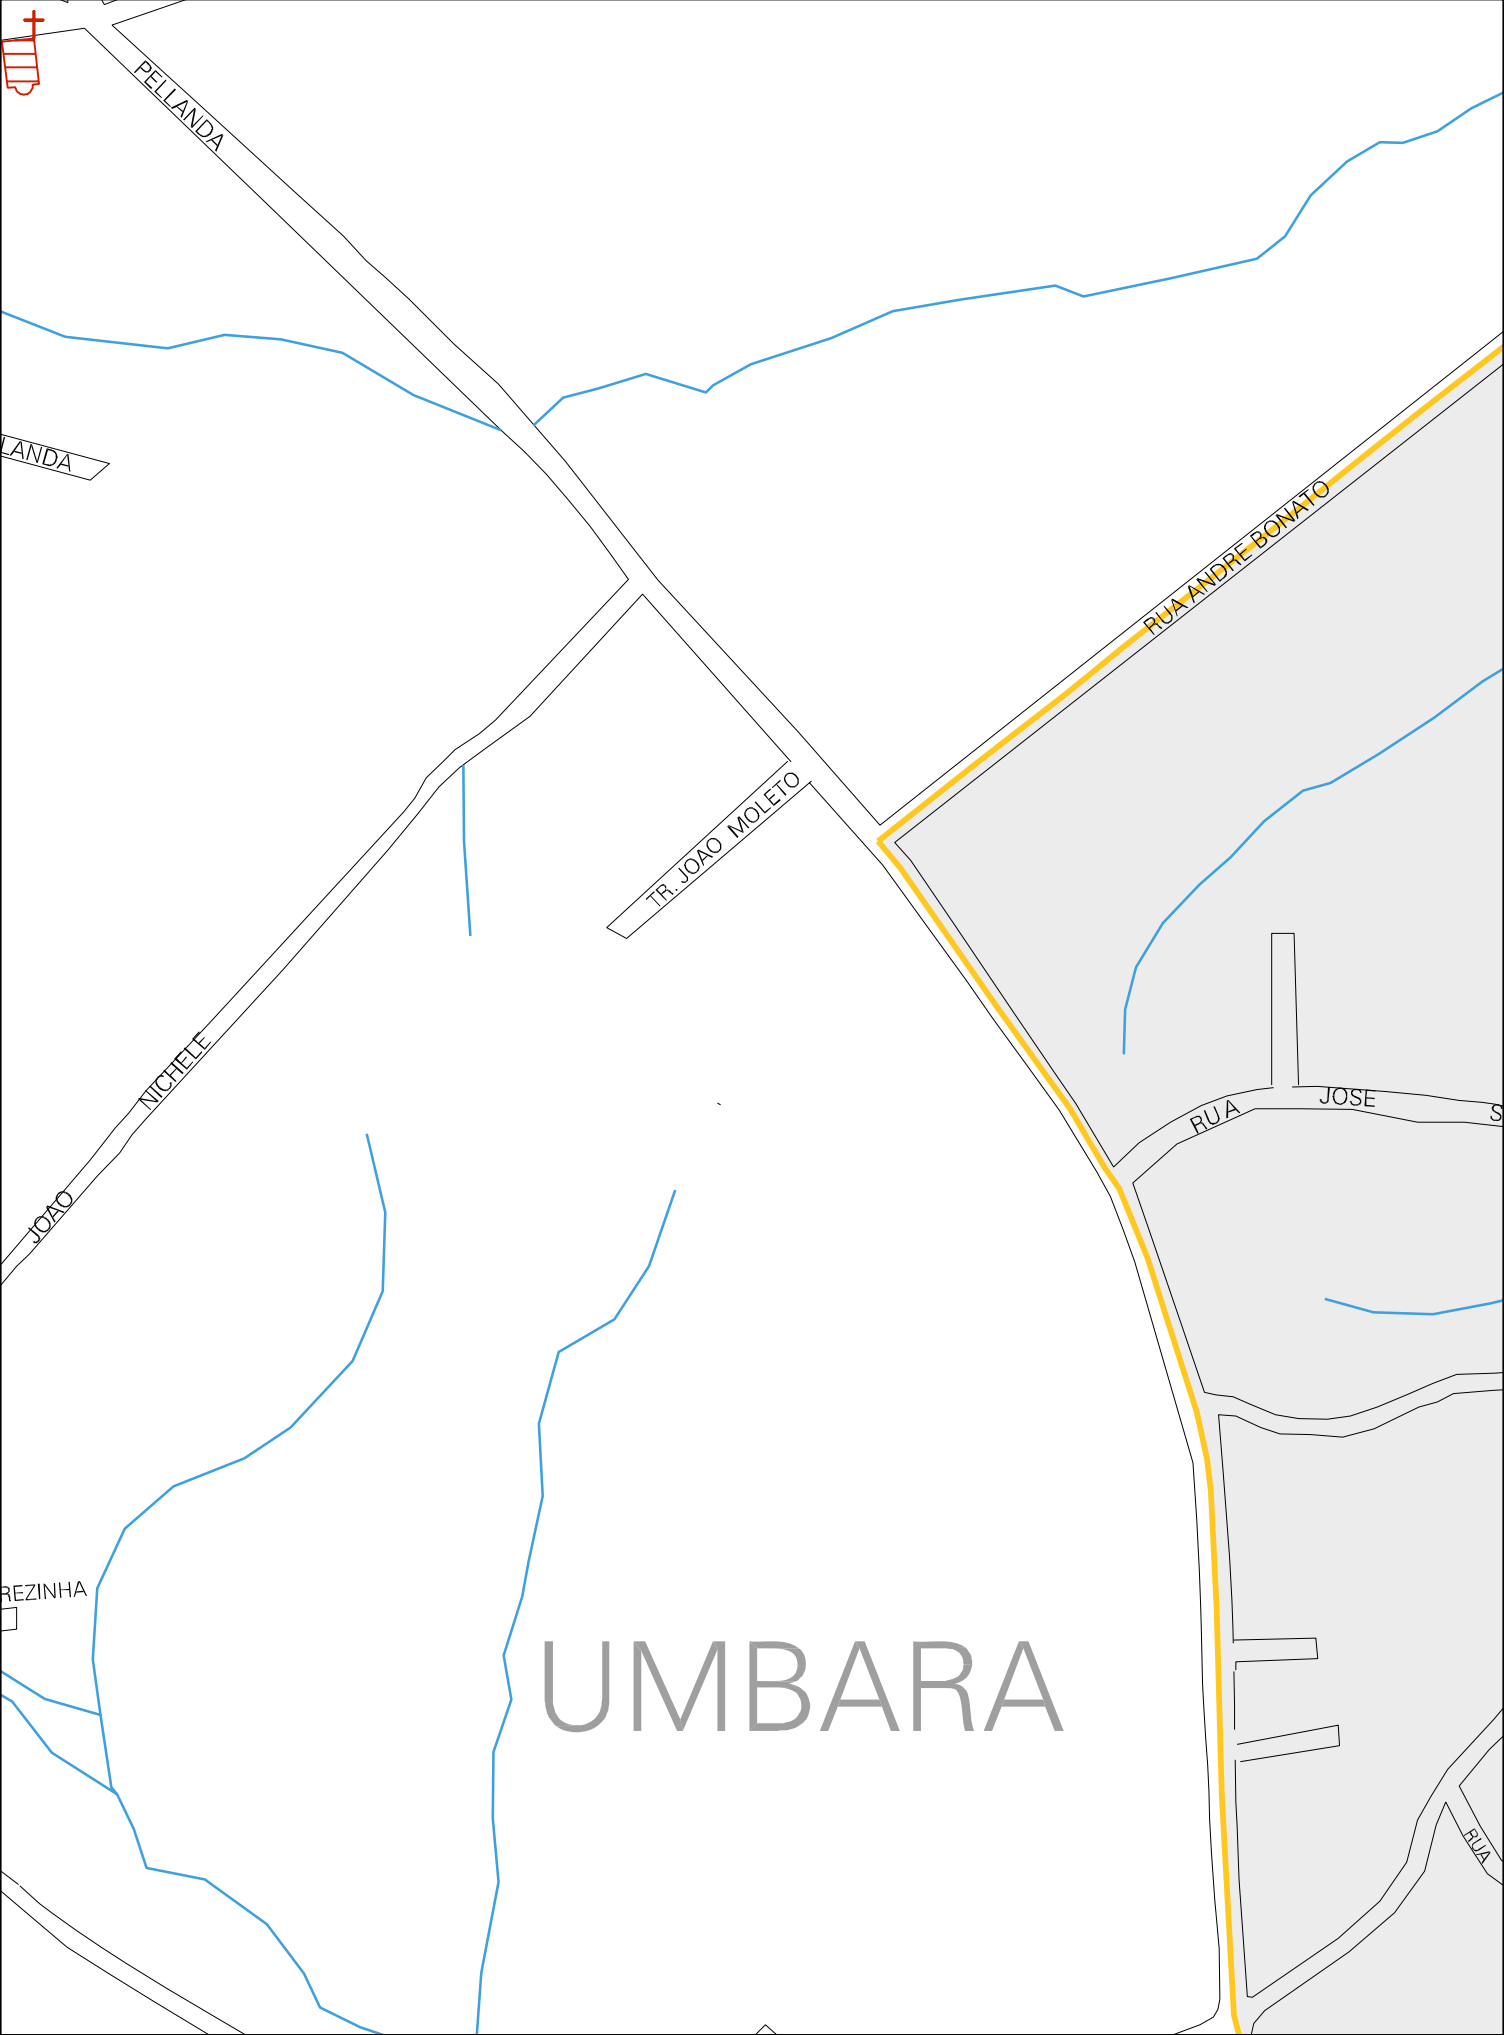 PELLANDA
LANDA
RUA ANDRE BONATO
TR. JOAO MOLETO
NICHELE
JOAO
RUA
JOSE
S
REZINHA
UMBARA
RUA